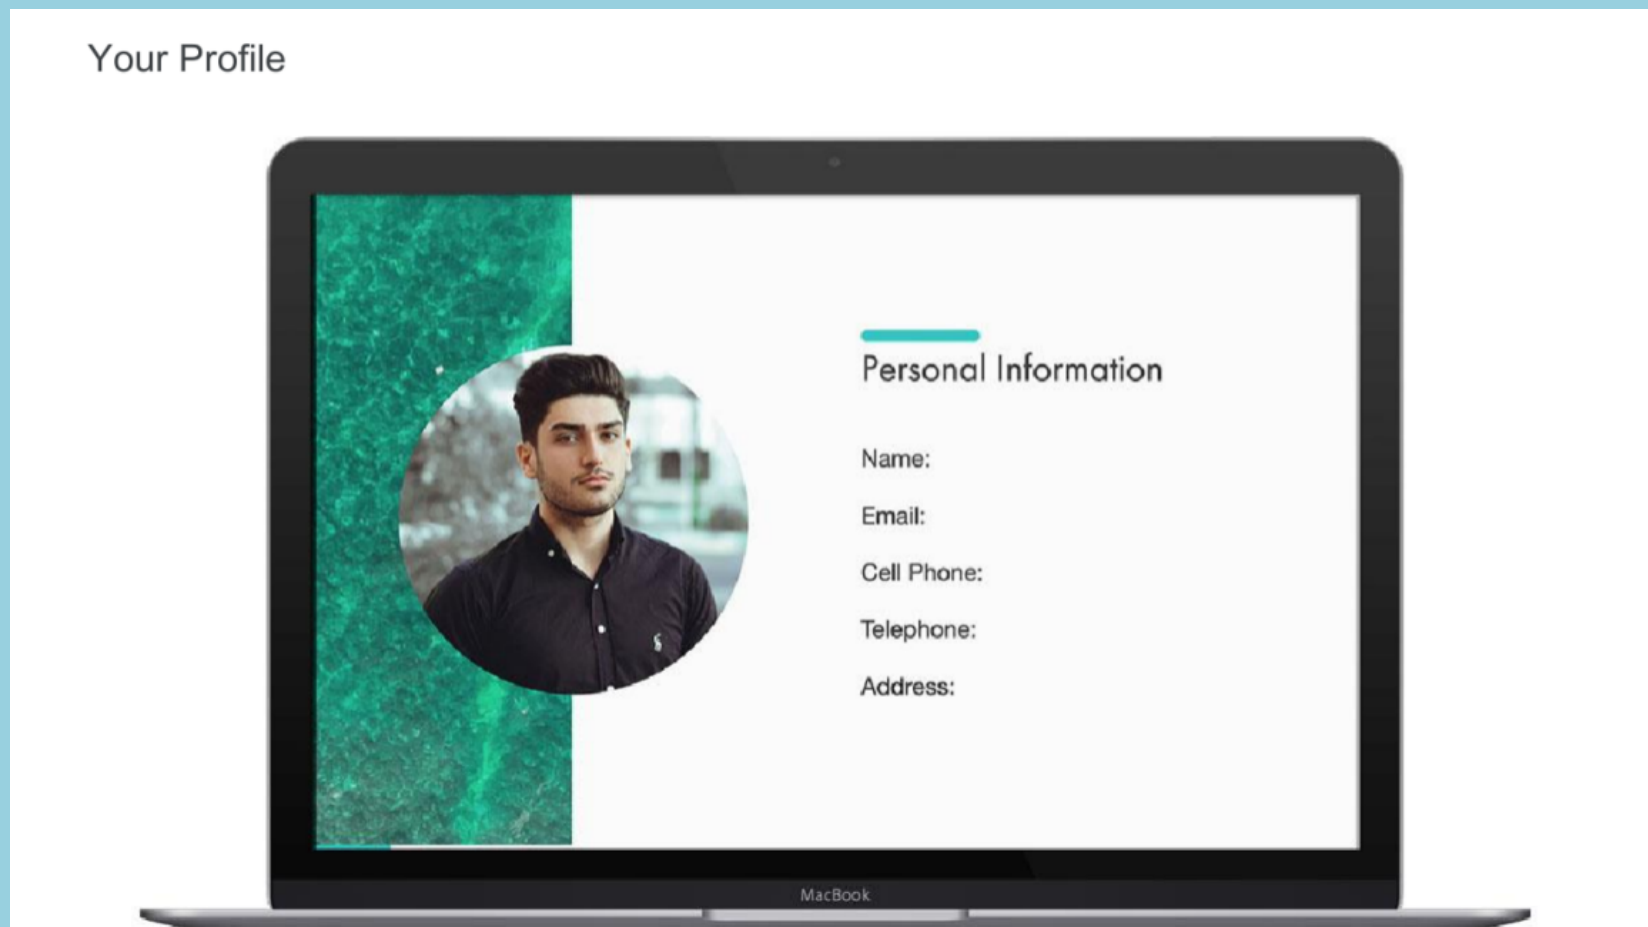 Your Profile
Personal Information
Name:
Email:
Cell Phone:
Telephone:
Address:
MacBook